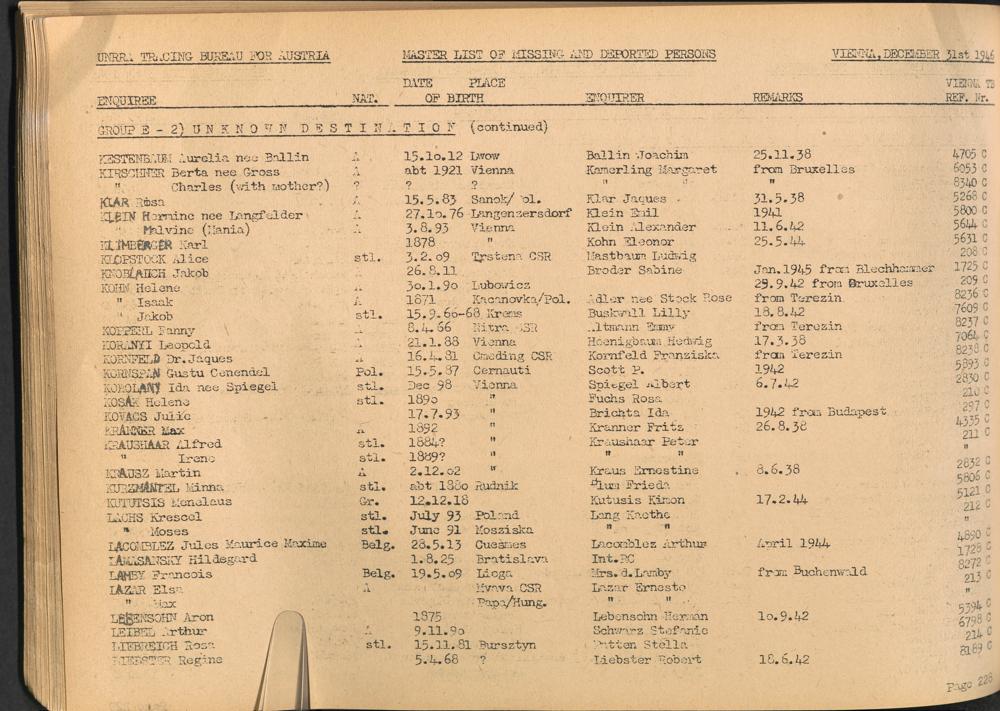 UNRRA TRACING BUREAU FOR AUSTRIA MASTER LIST OF MISSING AND DEPORTED PERSONS VIENNA, DECEMBER 31st 1946
DATE PLACE VIENNA TB
ENQUIREE NAT. OF BIRTH ENQUIRER REMARKS REF. Nr.
GROUP E - 2) UNKNOWN DESTINATION (continued)
KESTENBAUM Aurelia nee Ballin A 15.10.12 Lwow Ballin Joachim 25.11.38 4705 C
KIRSCHNER Berta nee Gross A abt 1921 Vienna Kamerling Margaret from Bruxelles 6053 C
" Charles (with mother?) ? ? ? " " " 8340 C
KLAR Rosa A 15.5.83 Sanok/ Pol. Klar Jaques 31.5.38 5268 C
KLEIN Hermine nee Langfelder A 27.10.76 Langenzersdorf Klein Emil 1941 5800 C
" Malvine (Mania) A 3.8.93 Vienna Klein Alexander 11.6.42 5644 C
KLIMBERGER Karl 1878 " Kohn Eleonor 25.5.44 5631 C
KLOPSTOCK Alice stl. 3.2.09 Trstena CSR Mastbaum Ludwig 208 C
KNOBLAUCH Jakob A 26.8.11 Broder Sabine Jan.1945 from Blechhammer 1725 C
KOHN Helene A 30.1.90 Lubowicz 29.9.42 from Bruxelles 209 C
" Isaak A 1871 Kacanovka/Pol. Adler nee Stock Rose from Terezin 8236 C
" Jakob stl. 15.9.66-68 Krems Buskwall Lilly 18.8.42 7609 C
KOPPERL Fanny A 8.4.66 Nitra CSR Altmann Emmy from Terezin 8237 C
KORANYI Leopold A 21.1.88 Vienna Hoenigbaum Hedwig 17.3.38 7064 C
KORNFELD Dr.Jaques A 16.4.81 Cmeding CSR Kornfeld Franziska from Terezin 8238 C
KORNSPAN Gustu Cenendel Pol. 15.5.87 Cernauti Scott P. 1942 5893 C
KOROLANY Ida nee Spiegel stl. Dec 98 Vienna Spiegel Albert 6.7.42 2830 C
KOSAK Helene stl. 1890 " Fuchs Rosa 210 C
KOVACS Julie 17.7.93 " Brichta Ida 1942 from Budapest 297 C
KRANNER Max A 1892 " Kranner Fritz 26.8.38 4335 C
KRAUSHAAR Alfred stl. 1884? " Kraushaar Peter 211 C
" Irene stl. 1889? " " " "
KRAUSZ Martin A 2.12.02 " Kraus Ernestine 8.6.38 2832 C
KURZMANTEL Minna stl. abt 1880 Rudnik Frieda 5806 C
KUTUTSIS Menelaus Gr. 12.12.18 Kutusis Kimon 17.2.44 5121 C
LACHS Krescel stl. July 93 Poland Lang Kaethe 212 C
" Moses stl. June 91 Mosziska " " "
LACOMBLEZ Jules Maurice Maxime Belg. 28.5.13 Cuesmes Lacomblez Arthur April 1944 4890 C
LAMASANSKY Hildegard 1.8.25 Bratislava Int.RC 1728 C
LAMBY Francois Belg. 19.5.09 Liega Mrs.d.Lamby from Buchenwald 8272 C
LAZAR Elsa A Myava CSR Lazar Ernesto 213 C
" Max Papa/Hung. " " "
LEBENSOHN Aron 1875 Lebensohn Herman 10.9.42 5394 C
LEIBEL Arthur A 9.11.90 Schwarz Stefanie 6798 C
LIEBREICH Rosa stl. 15.11.81 Bursztyn Stella 214 C
LIEBSTER Regine 5.4.68 ? Liebster Robert 18.6.42 8189 C
Page 228